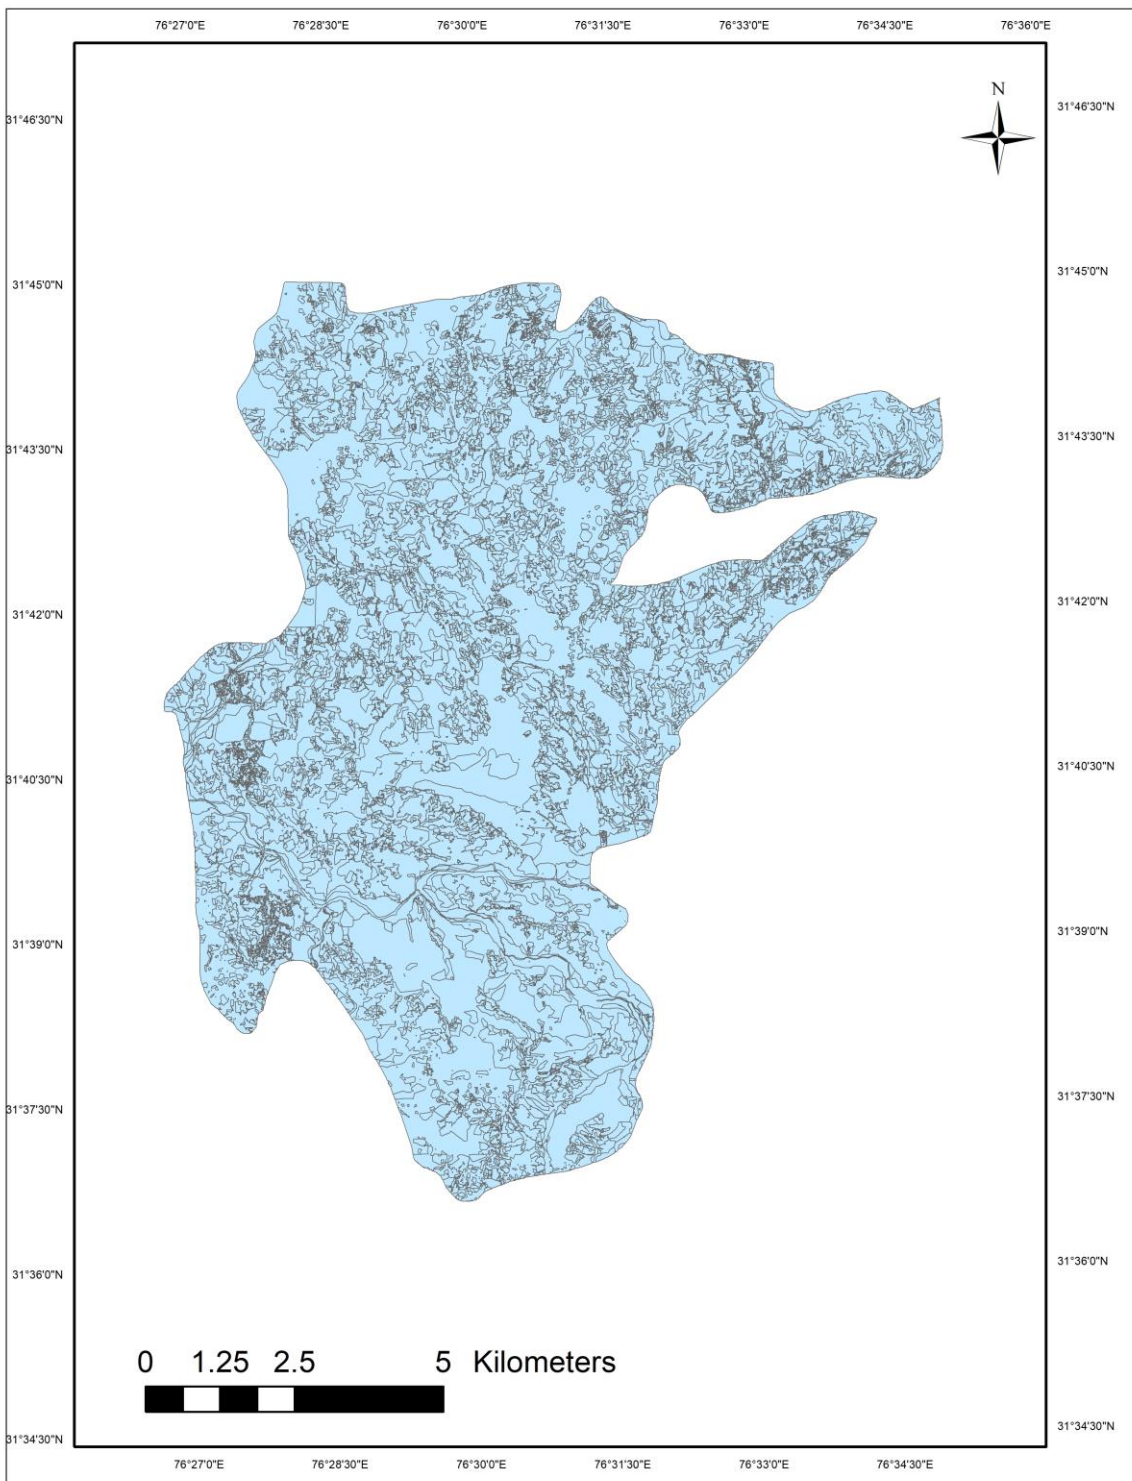 76°27'0"E 76°28'30"E 76°30'0"E 76°31'30"E 76°33'0"E 76°34'30"E 76°36'0"E
N
31°46'30"N 31°46'30"N
31°45'0"N 31°45'0"N
31°43'30"N 31°43'30"N
31°42'0"N 31°42'0"N
31°40'30"N 31°40'30"N
31°39'0"N 31°39'0"N
31°37'30"N 31°37'30"N
31°36'0"N 31°36'0"N
0 1.25 2.5 5 Kilometers
31°34'30"N 31°34'30"N
76°27'0"E 76°28'30"E 76°30'0"E 76°31'30"E 76°33'0"E 76°34'30"E